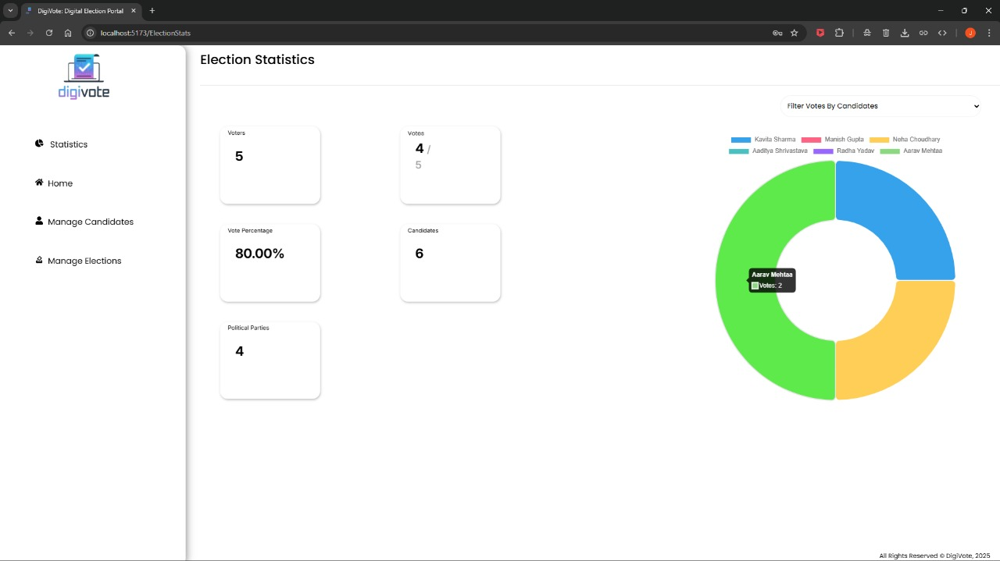 DigiVote: Digital Election Portal
localhost:5173/ElectionStats
J
digivote
Statistics
Home
Manage Candidates
Manage Elections
Election Statistics
Filter Votes By Candidates
Voters
5
Votes
4 /
5
Vote Percentage
80.00%
Candidates
6
Political Parties
4
Kavita Sharma Manish Gupta Neha Choudhary
Aaditya Shrivastava Radha Yadav Aarav Mehtaa
Aarav Mehtaa
Votes: 2
All Rights Reserved © DigiVote, 2025